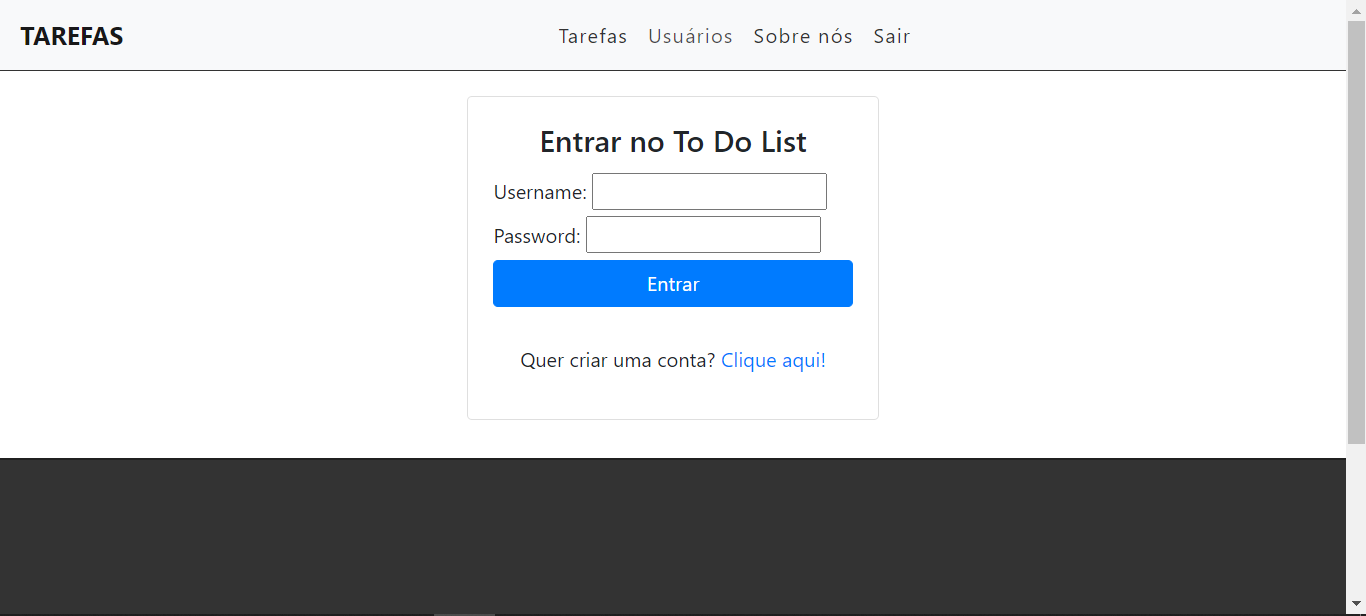 TAREFAS
Tarefas Usuários Sobre nós Sair
Entrar no To Do List
Username:
Password:
Entrar
Quer criar uma conta? Clique aqui!